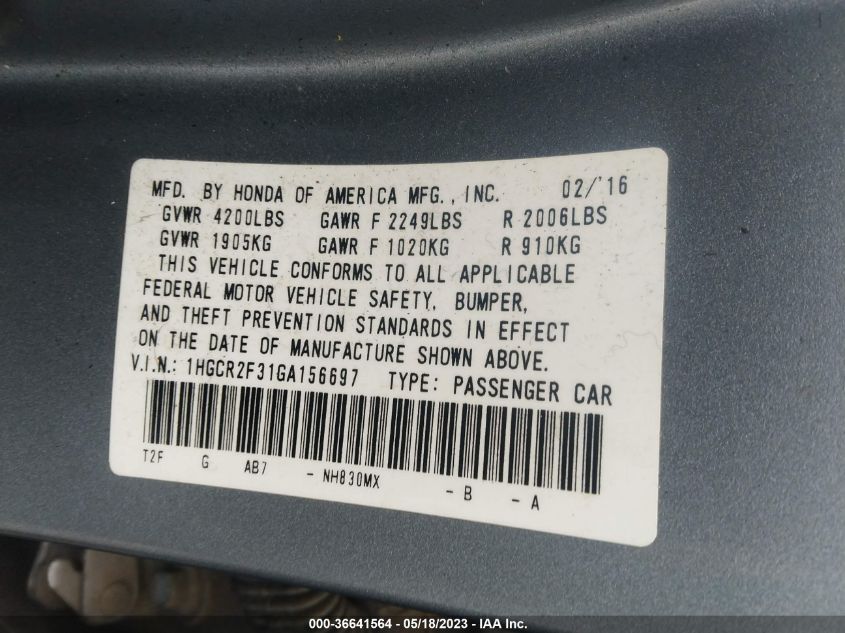 MFD. BY HONDA OF AMERICA MFG., INC. 02/'16
GVWR 4200LBS GAWR F 2249LBS R 2006LBS
GVWR 1905KG GAWR F 1020KG R 910KG
THIS VEHICLE CONFORMS TO ALL APPLICABLE
FEDERAL MOTOR VEHICLE SAFETY, BUMPER,
AND THEFT PREVENTION STANDARDS IN EFFECT
ON THE DATE OF MANUFACTURE SHOWN ABOVE.
V.I.N.: 1HGCR2F31GA156697 TYPE: PASSENGER CAR
T2F G AB7 - NH830MX - B - A
000-36641564 - 05/18/2023 - IAA Inc.